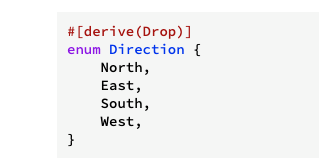 #[derive(Drop)]
enum Direction {
    North,
    East,
    South,
    West,
}